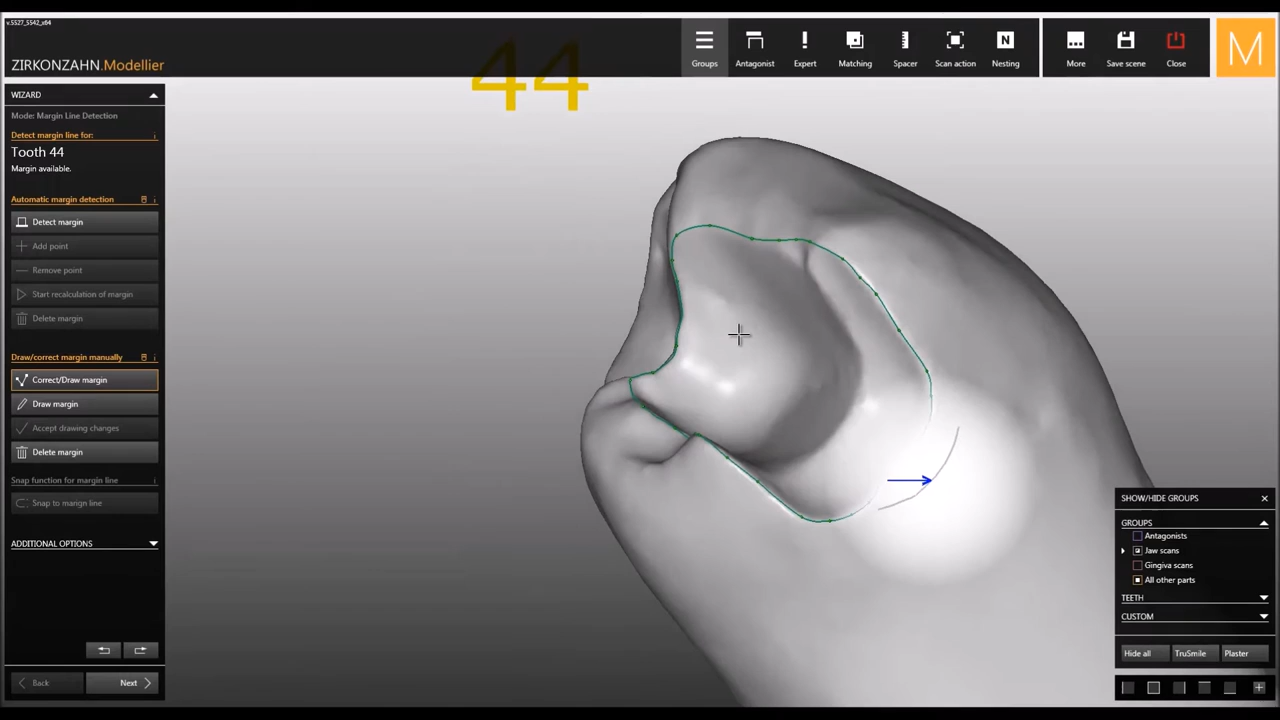 v.5527_5542_x64
ZIRKONZAHN.Modellier
Groups
Antagonist
Expert
Matching
Spacer
Scan action
N
Nesting
More
Save scene
Close
M
44
WIZARD
Mode: Margin Line Detection
Detect margin line for:
Tooth 44
Margin available.
Automatic margin detection
Detect margin
Add point
Remove point
Start recalculation of margin
Delete margin
Draw/correct margin manually
Correct/Draw margin
Draw margin
Accept drawing changes
Delete margin
Snap function for margin line
Snap to marign line
ADDITIONAL OPTIONS
Back
Next
SHOW/HIDE GROUPS
GROUPS
Antagonists
Jaw scans
Gingiva scans
All other parts
TEETH
CUSTOM
Hide all
TruSmile
Plaster